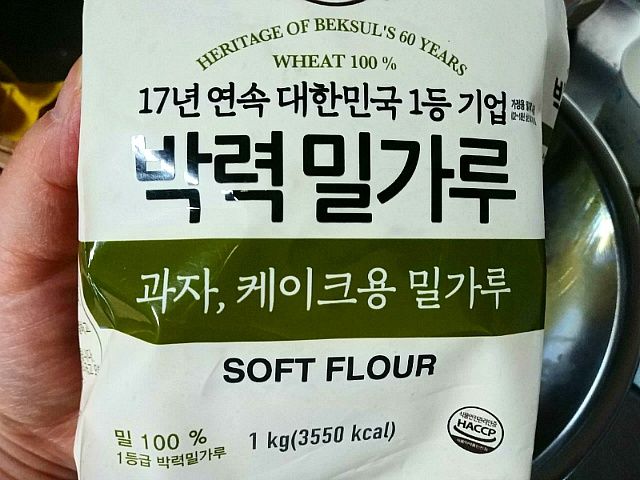 HERITAGE OF BEKSUL'S 60 YEARS
WHEAT 100 %
17년 연속 대한민국 1등 기업
박력밀가루
과자, 케이크용 밀가루
SOFT FLOUR
밀 100 %
1등급 박력밀가루
1 kg(3550 kcal)
HACCP